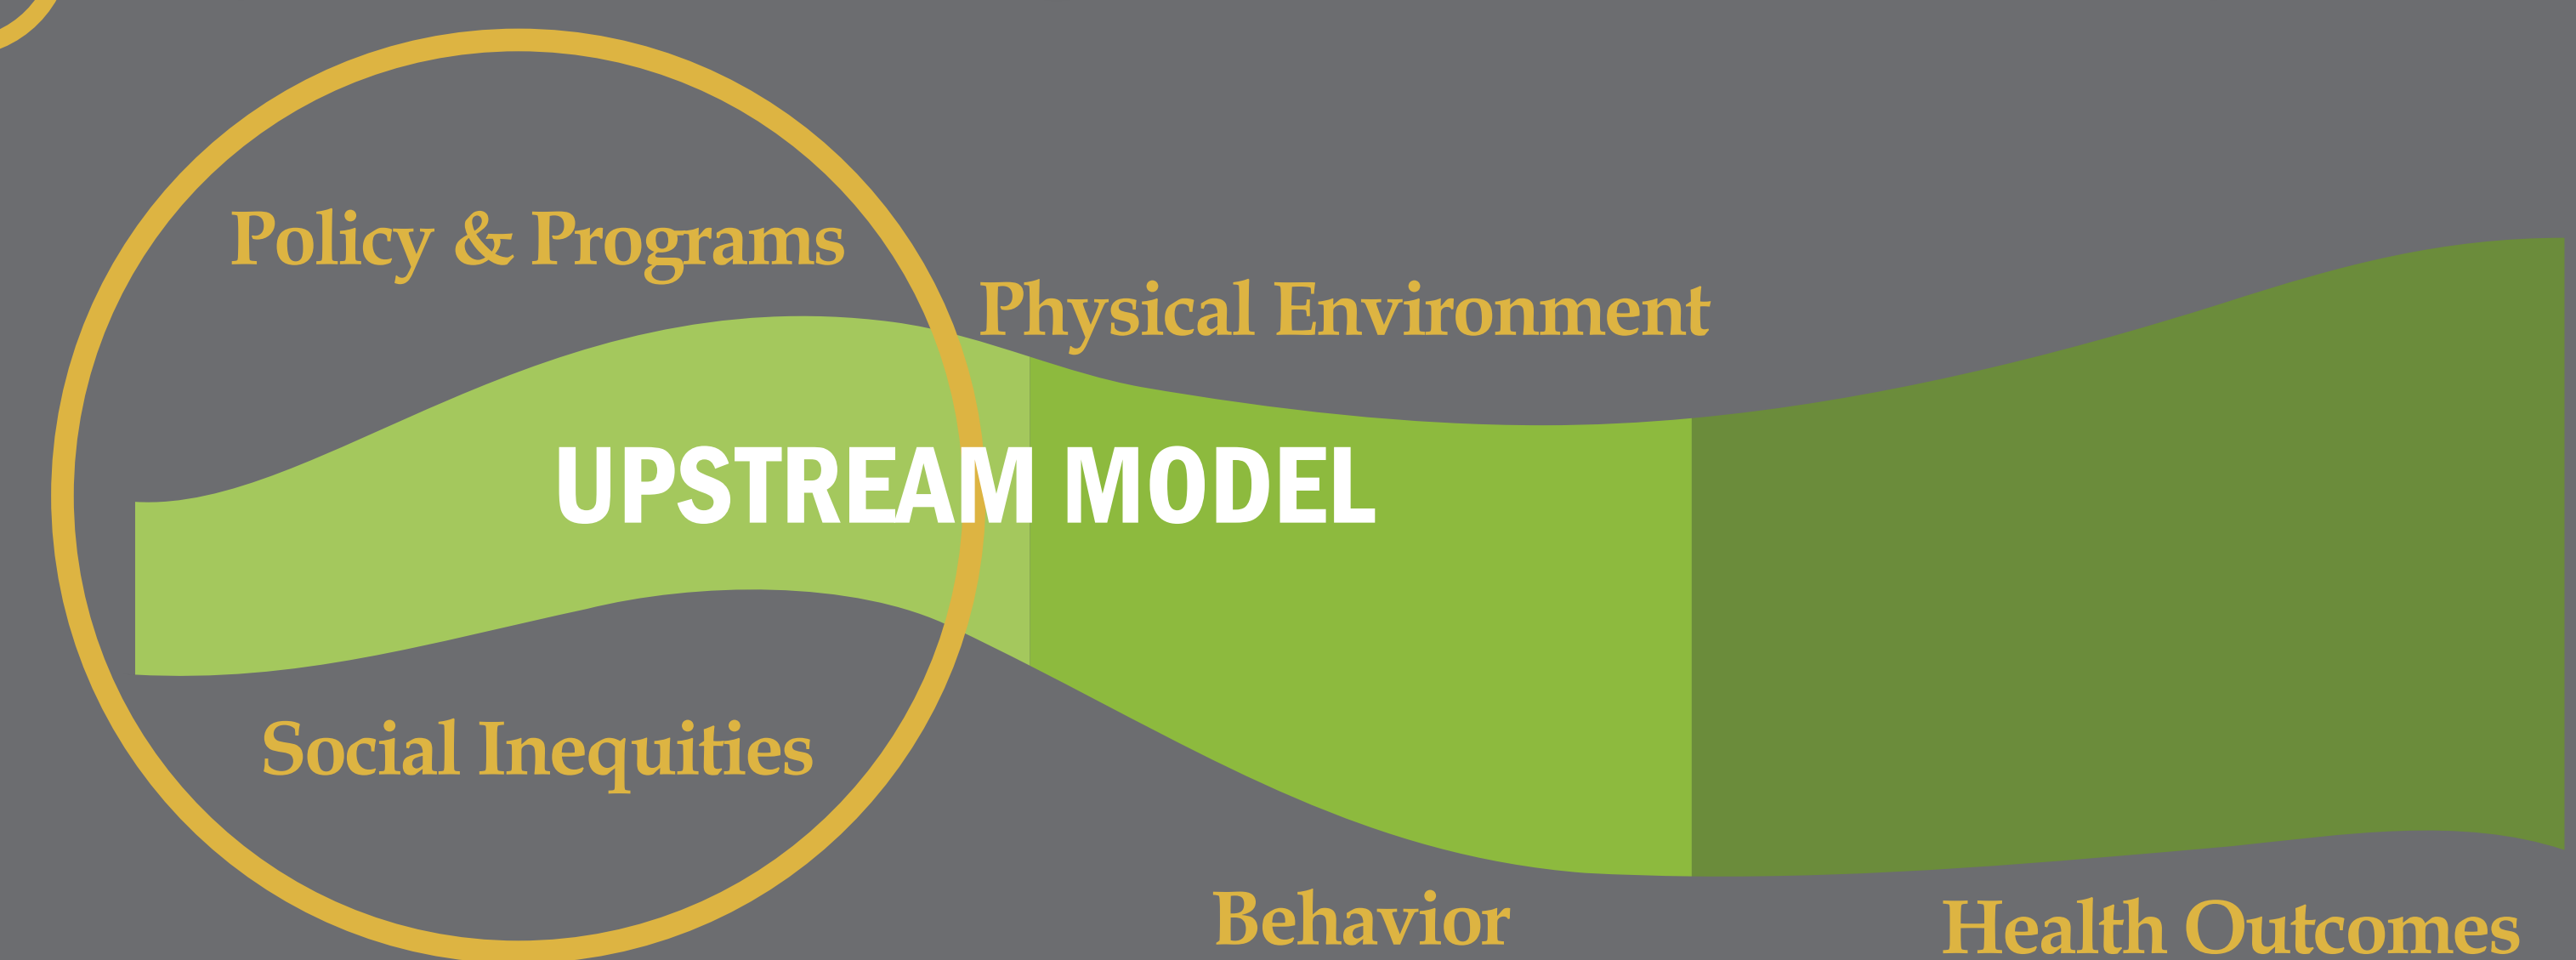 Policy & Programs
Physical Environment
UPSTREAM MODEL
Social Inequities
Behavior
Health Outcomes